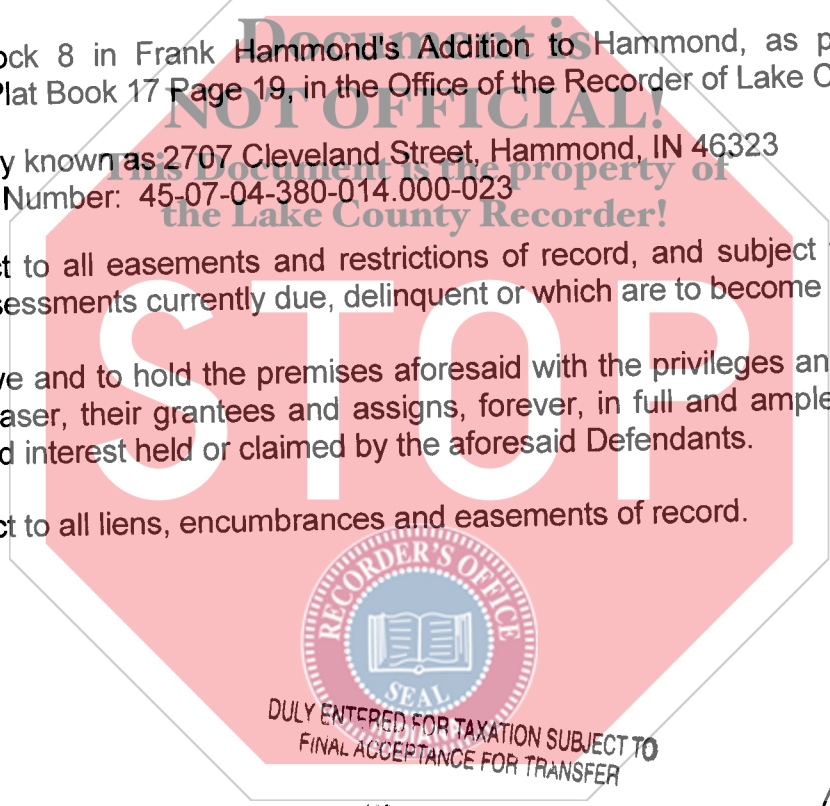 Document is
ock 8 in Frank Hammond's Addition to Hammond, as p
Plat Book 17 Page 19, in the Office of the Recorder of Lake C
NOT OFFICIAL!
y known as 2707 Cleveland Street, Hammond, IN 46323
This Document is the property of
Number: 45-07-04-380-014.000-023
the Lake County Recorder!
ct to all easements and restrictions of record, and subject
sessments currently due, delinquent or which are to become
STOP
ve and to hold the premises aforesaid with the privileges an
aser, their grantees and assigns, forever, in full and ample
d interest held or claimed by the aforesaid Defendants.
ct to all liens, encumbrances and easements of record.
RECORDER'S OFFICE
SEAL
INDIANA
DULY ENTERED FOR TAXATION SUBJECT TO
FINAL ACCEPTANCE FOR TRANSFER